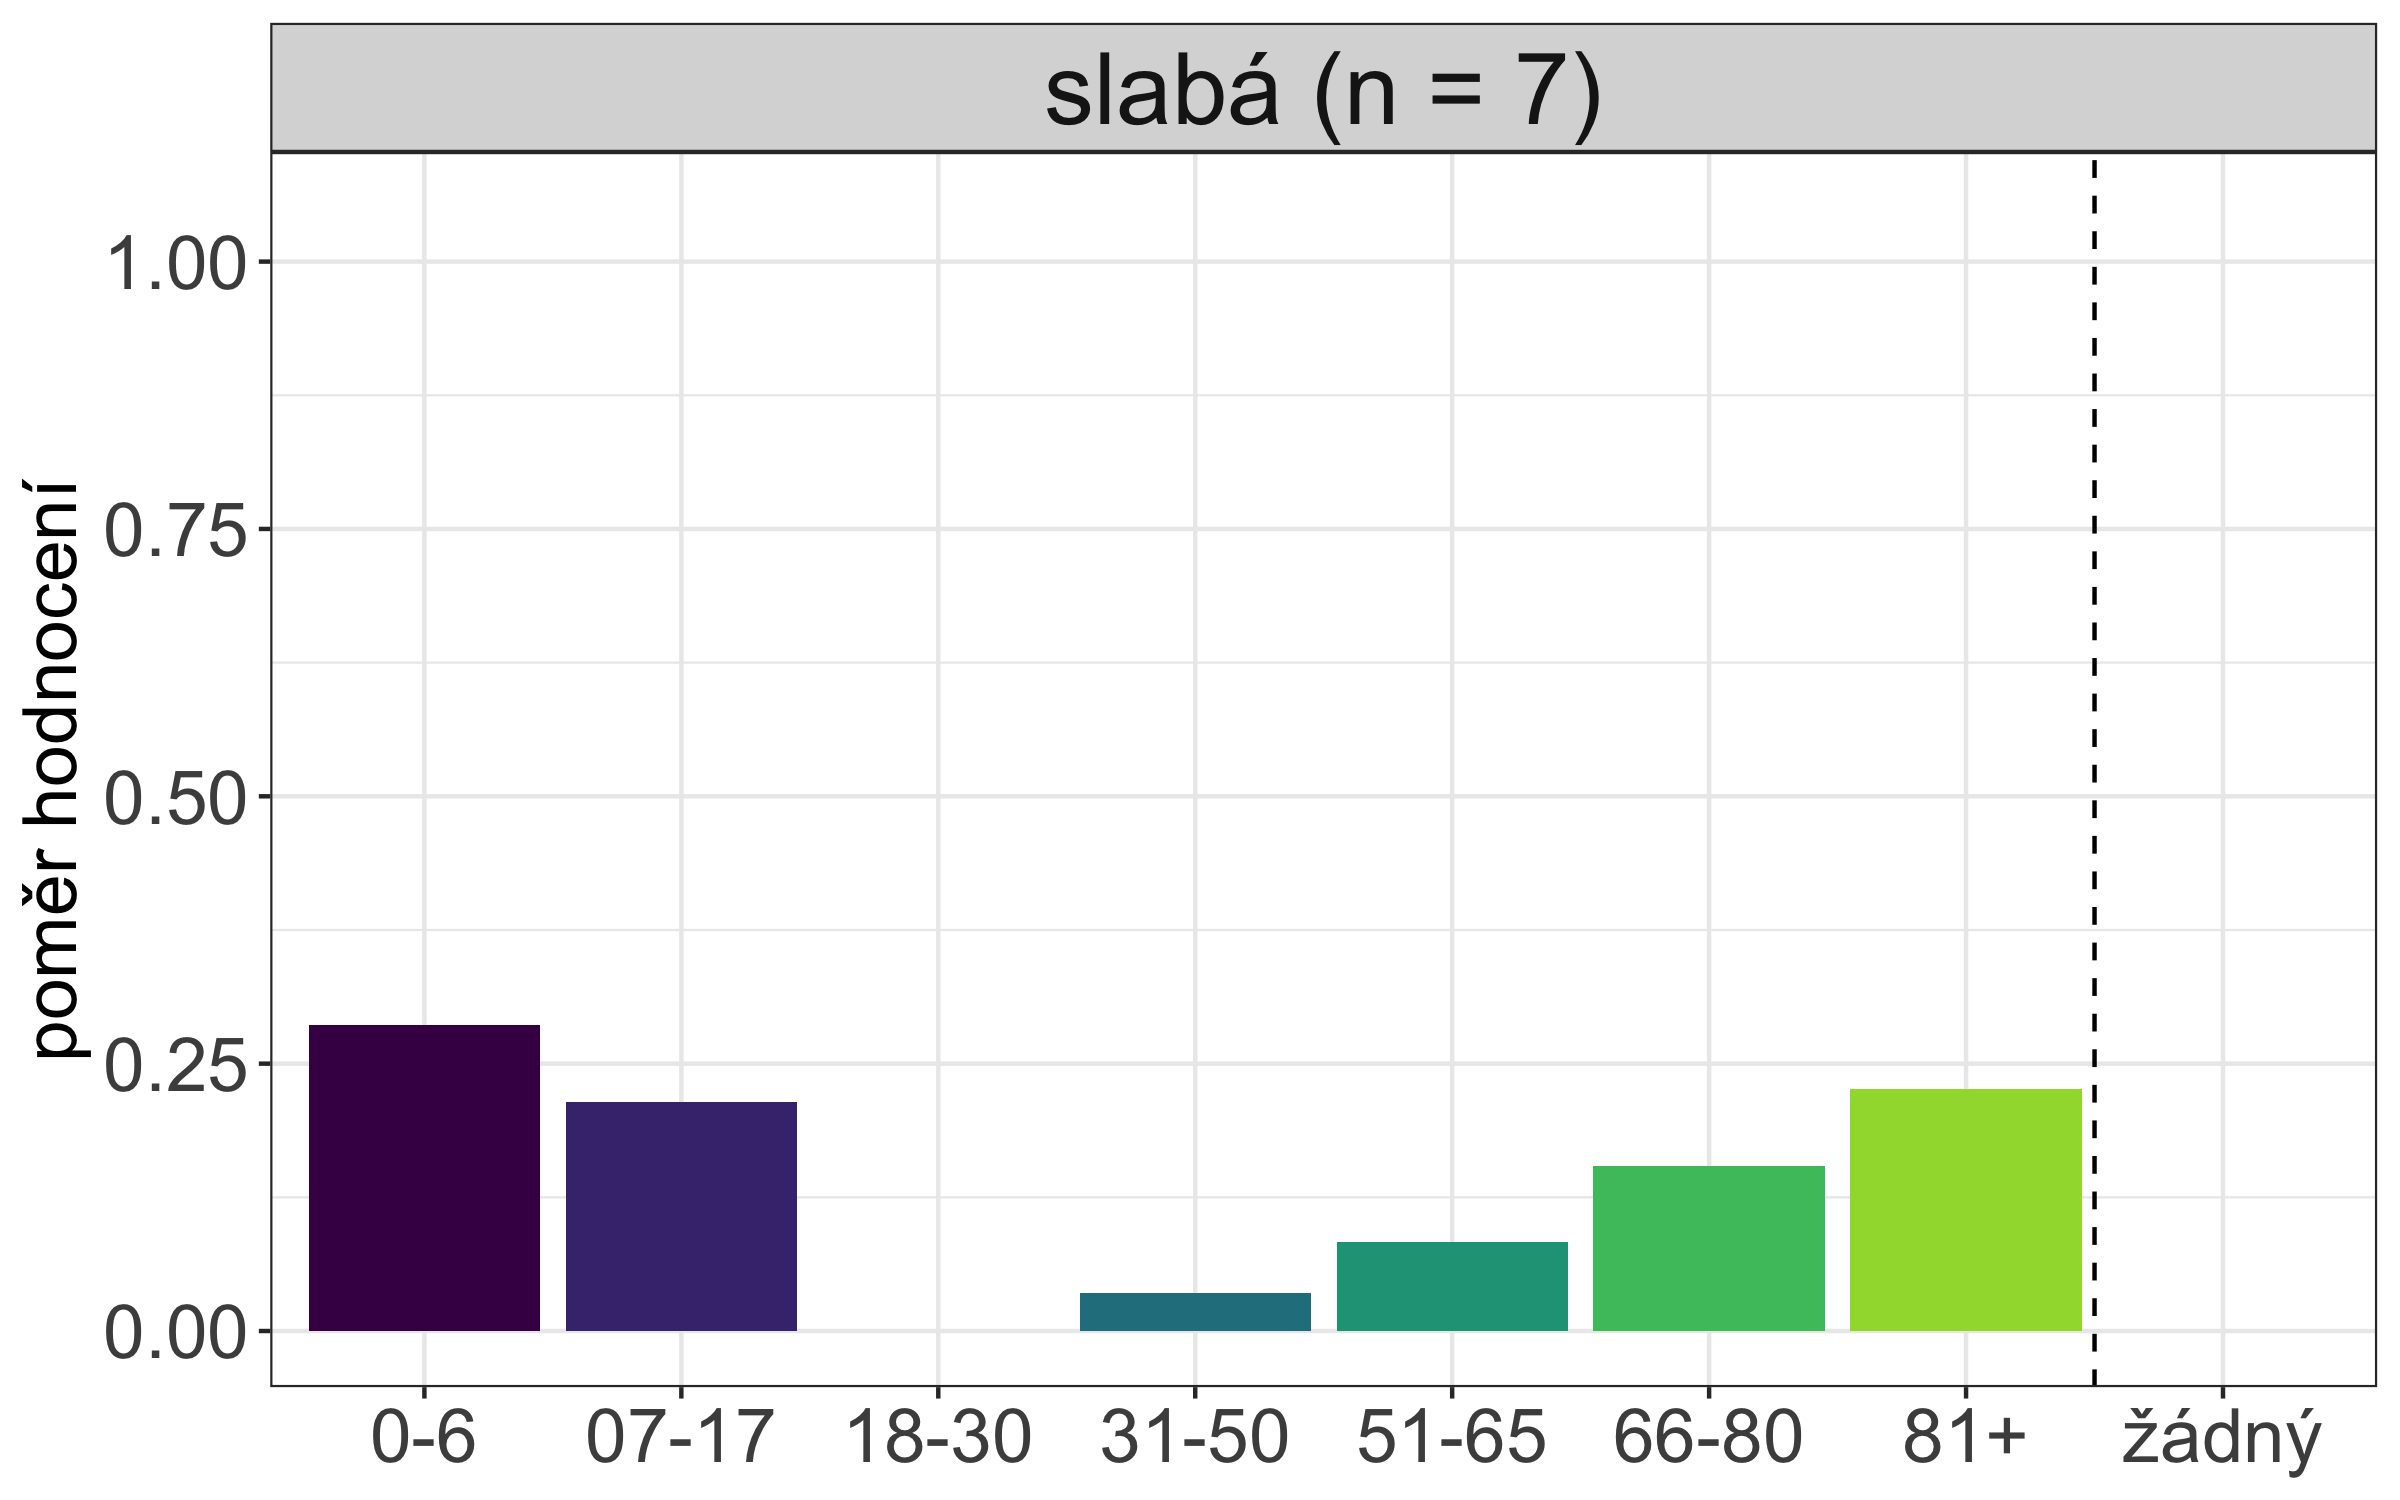 slabá (n = 7)
poměr hodnocení
1.00
0.75
0.50
0.25
0.00
0-6 07-17 18-30 31-50 51-65 66-80 81+ žádný